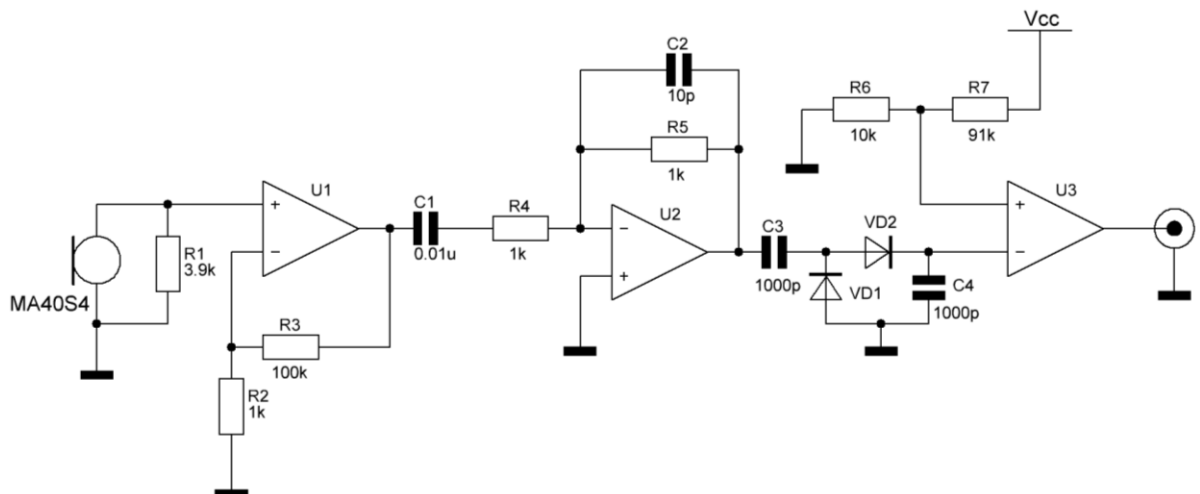 Vcc
C2
10p
R6
10k
R7
91k
R5
1k
U1
+
−
C1
0.01u
R4
1k
U2
−
+
C3
1000p
VD2
VD1
C4
1000p
U3
+
−
R1
3.9k
MA40S4
R3
100k
R2
1k